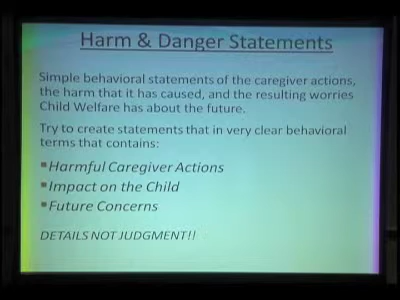 Harm & Danger Statements
Simple behavioral statements of the caregiver actions,
the harm that it has caused, and the resulting worries
Child Welfare has about the future.
Try to create statements that in very clear behavioral
terms that contains:
▪Harmful Caregiver Actions
▪Impact on the Child
▪Future Concerns
DETAILS NOT JUDGMENT!!